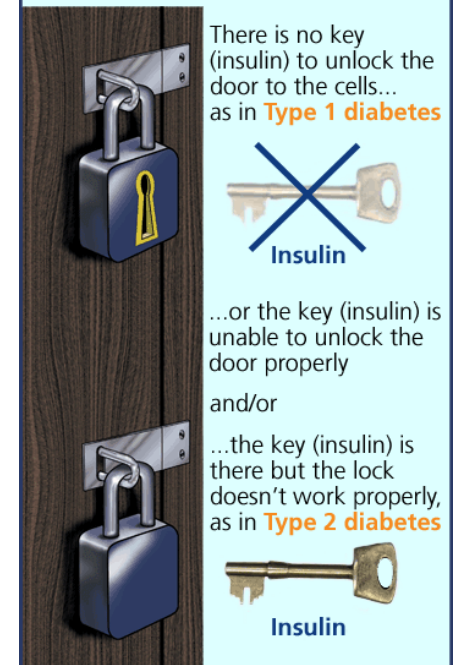 There is no key
(insulin) to unlock the
door to the cells...
as in Type 1 diabetes
Insulin
...or the key (insulin) is
unable to unlock the
door properly
and/or
...the key (insulin) is
there but the lock
doesn't work properly,
as in Type 2 diabetes
Insulin